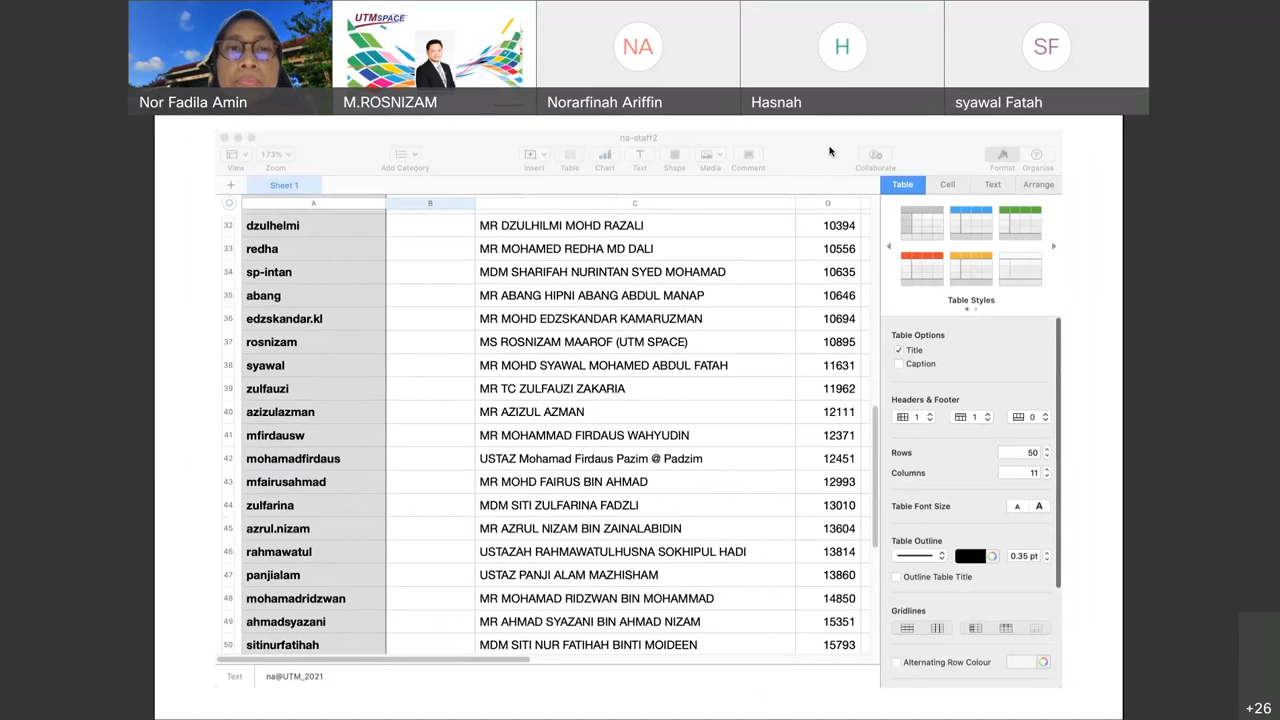 UTMSPACE
Nor Fadila Amin
M.ROSNIZAM
NA
Norarfinah Ariffin
H
Hasnah
SF
syawal Fatah
na-staff2
173%
View
Zoom
Add Category
Insert
Table
Chart
Text
Shape
Media
Comment
Collaborate
Format
Organise
Sheet 1
A B C D
32 dzulhelmi MR DZULHILMI MOHD RAZALI 10394
33 redha MR MOHAMED REDHA MD DALI 10556
34 sp-intan MDM SHARIFAH NURINTAN SYED MOHAMAD 10635
35 abang MR ABANG HIPNI ABANG ABDUL MANAP 10646
36 edzskandar.kl MR MOHD EDZSKANDAR KAMARUZMAN 10694
37 rosnizam MS ROSNIZAM MAAROF (UTM SPACE) 10895
38 syawal MR MOHD SYAWAL MOHAMED ABDUL FATAH 11631
39 zulfauzi MR TC ZULFAUZI ZAKARIA 11962
40 azizulazman MR AZIZUL AZMAN 12111
41 mfirdausw MR MOHAMMAD FIRDAUS WAHYUDIN 12371
42 mohamadfirdaus USTAZ Mohamad Firdaus Pazim @ Padzim 12451
43 mfairusahmad MR MOHD FAIRUS BIN AHMAD 12993
44 zulfarina MDM SITI ZULFARINA FADZLI 13010
45 azrul.nizam MR AZRUL NIZAM BIN ZAINALABIDIN 13604
46 rahmawatul USTAZAH RAHMAWATULHUSNA SOKHIPUL HADI 13814
47 panjialam USTAZ PANJI ALAM MAZHISHAM 13860
48 mohamadridzwan MR MOHAMAD RIDZWAN BIN MOHAMMAD 14850
49 ahmadsyazani MR AHMAD SYAZANI BIN AHMAD NIZAM 15351
50 sitinurfatihah MDM SITI NUR FATIHAH BINTI MOIDEEN 15793
Text na@UTM_2021
Table Cell Text Arrange
Table Styles
Table Options
Title
Caption
Headers & Footer
1 1 0
Rows 50
Columns 11
Table Font Size A A
Table Outline
0.35 pt
Outline Table Title
Gridlines
Alternating Row Colour
+26